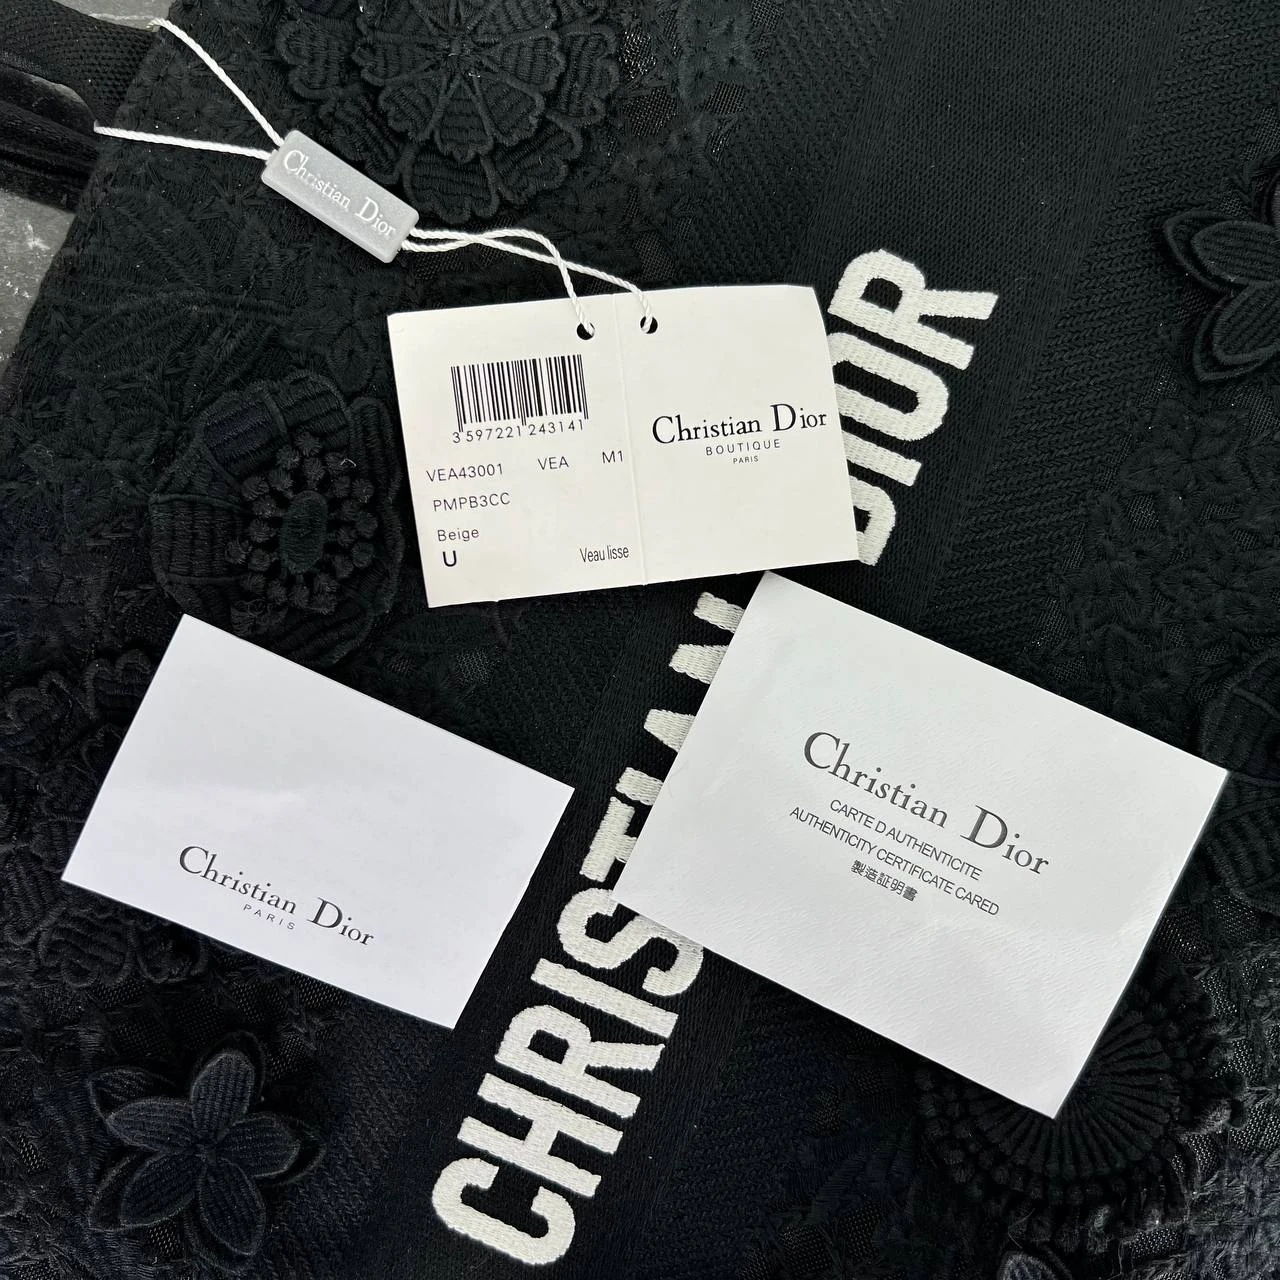 Christian Dior
3 597221 243141
VEA43001 VEA M1
PMPB3CC
Beige
U Veau lisse
Christian Dior
BOUTIQUE
PARIS
CHRISTIAN DIOR
Christian Dior
PARIS
Christian Dior
CARTE D AUTHENTICITE
AUTHENTICITY CERTIFICATE CARED
製造証明書